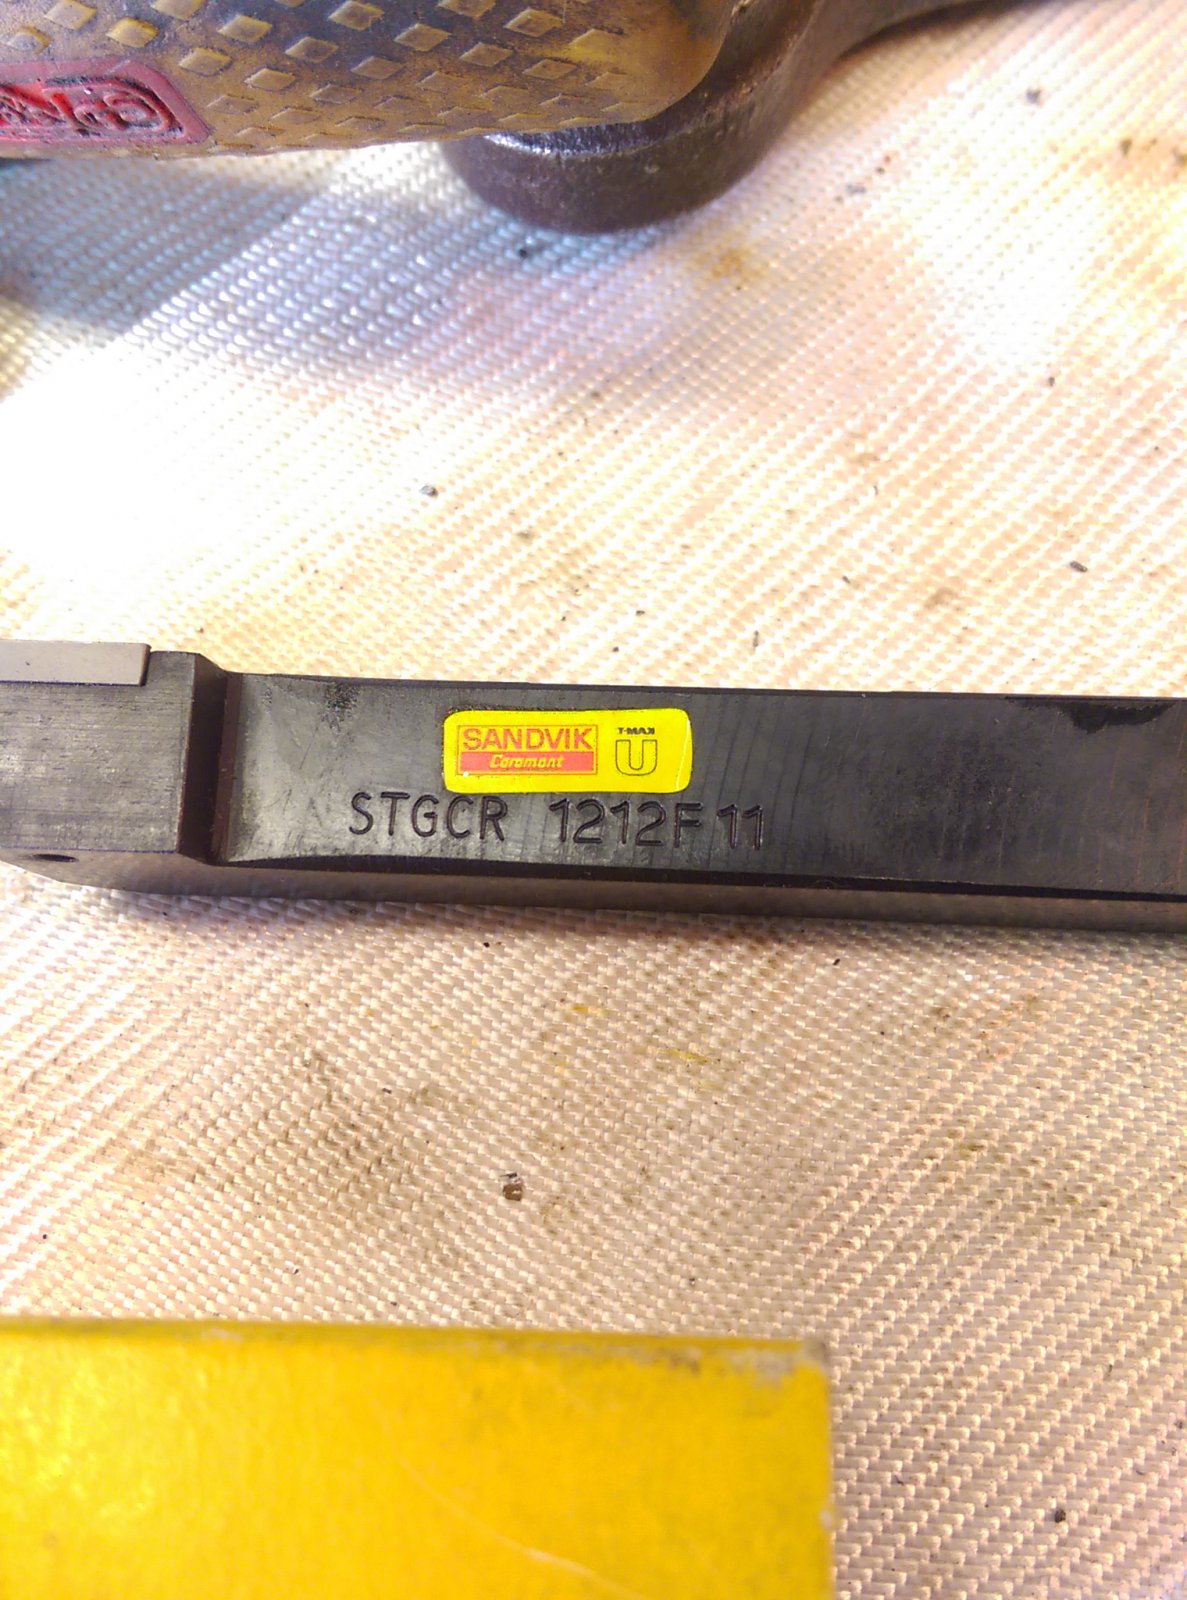 SANDVIK
Coromant
T-MAX
U
STGCR 1212F 11